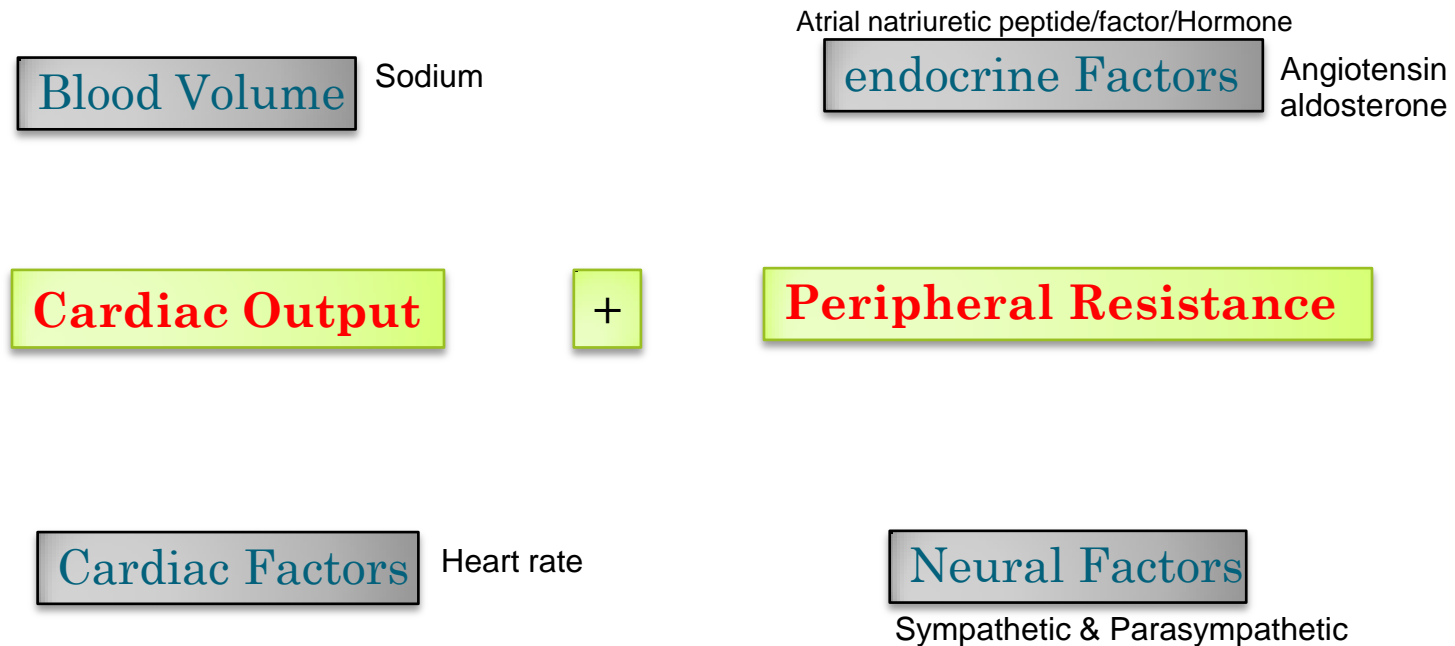 Atrial natriuretic peptide/factor/Hormone
Blood Volume
Sodium
endocrine Factors
Angiotensin
aldosterone
Cardiac Output
+
Peripheral Resistance
Cardiac Factors
Heart rate
Neural Factors
Sympathetic & Parasympathetic